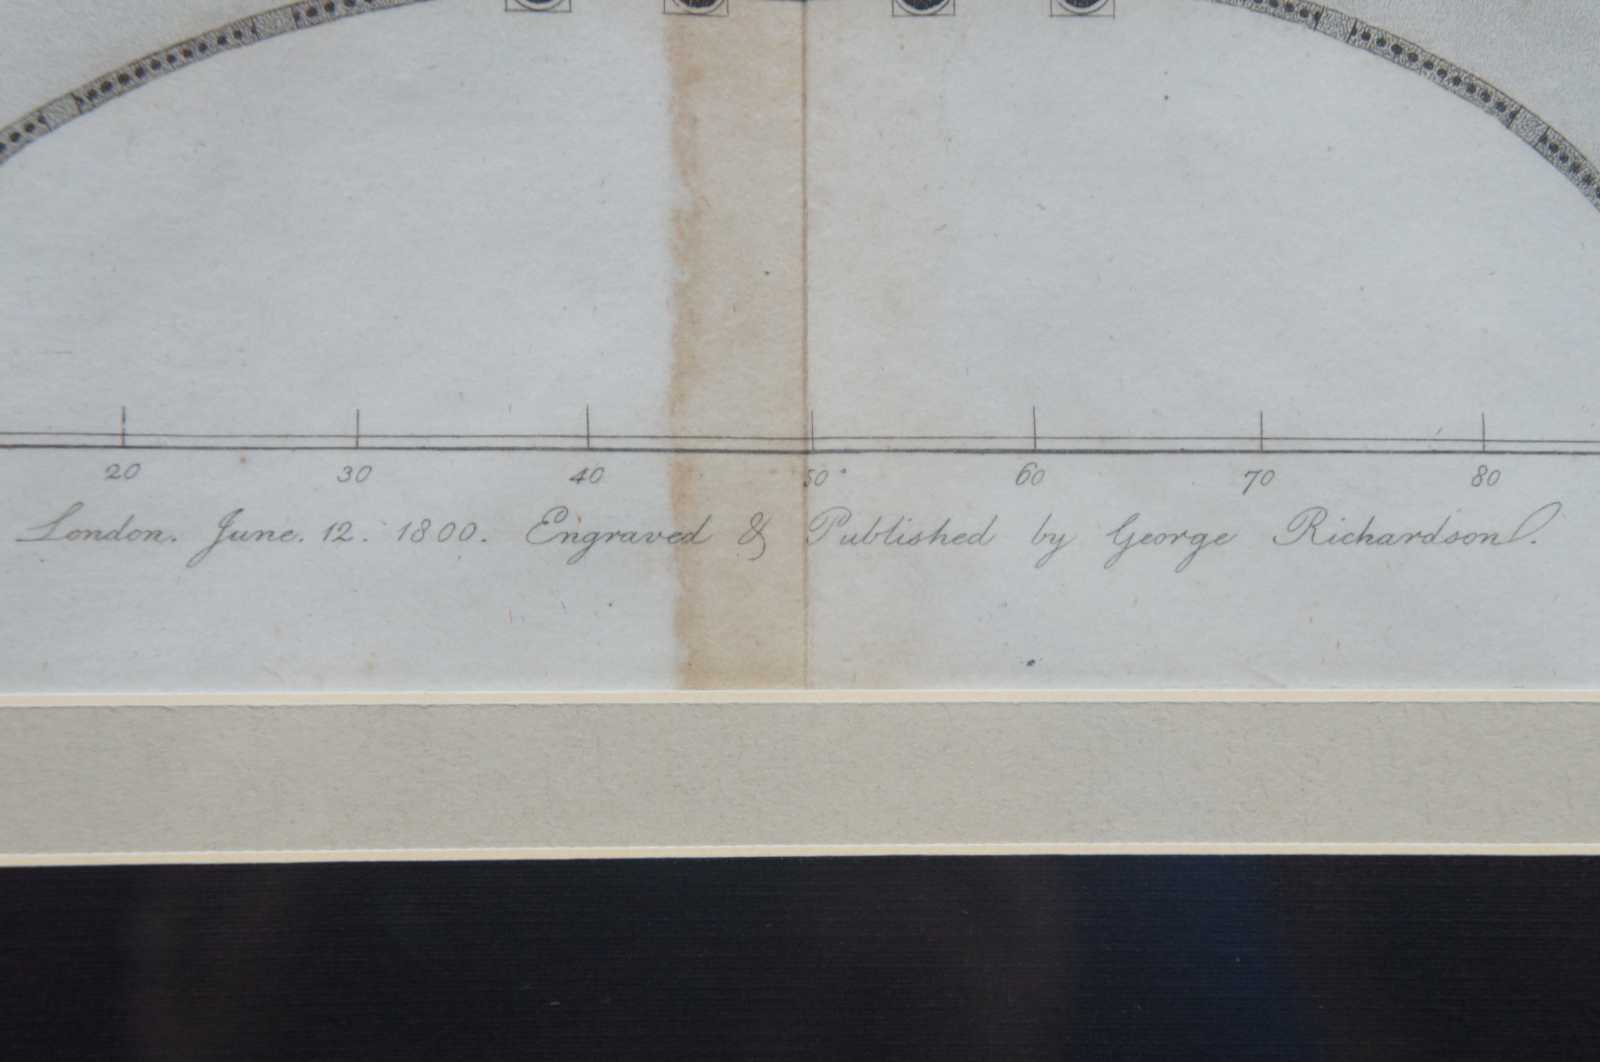 20 30 40 50 60 70 80
London. June. 12. 1800. Engraved & Published by George Richardson.